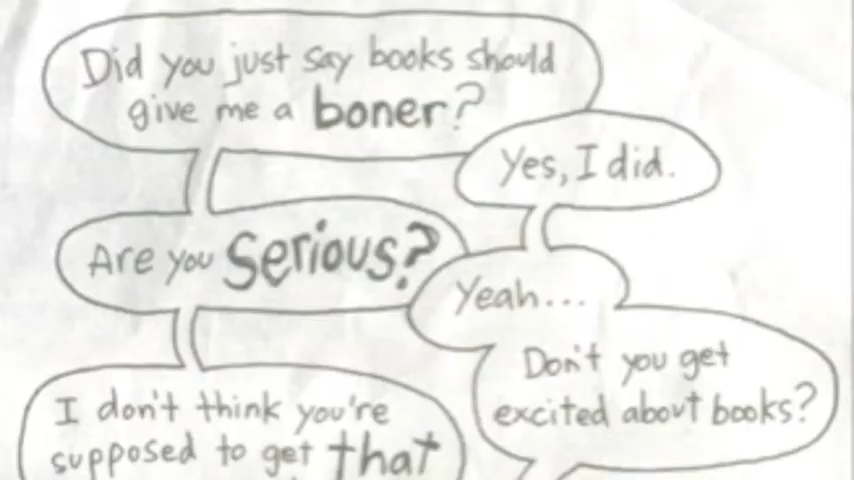 Did you just say books should
give me a boner?
Yes, I did.
Are you serious?
Yeah...
Don't you get
excited about books?
I don't think you're
supposed to get that